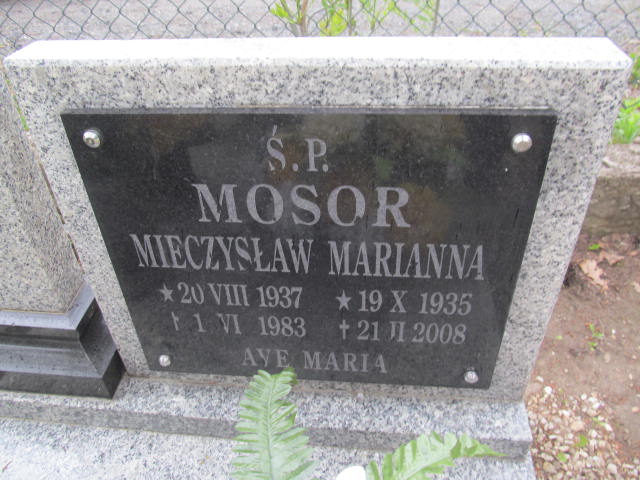 Ś.P.
MOSOR
MIECZYSŁAW MARIANNA
★20 VIII 1937 ★19 X 1935
†1 VI 1983 †21 II 2008
AVE MARIA